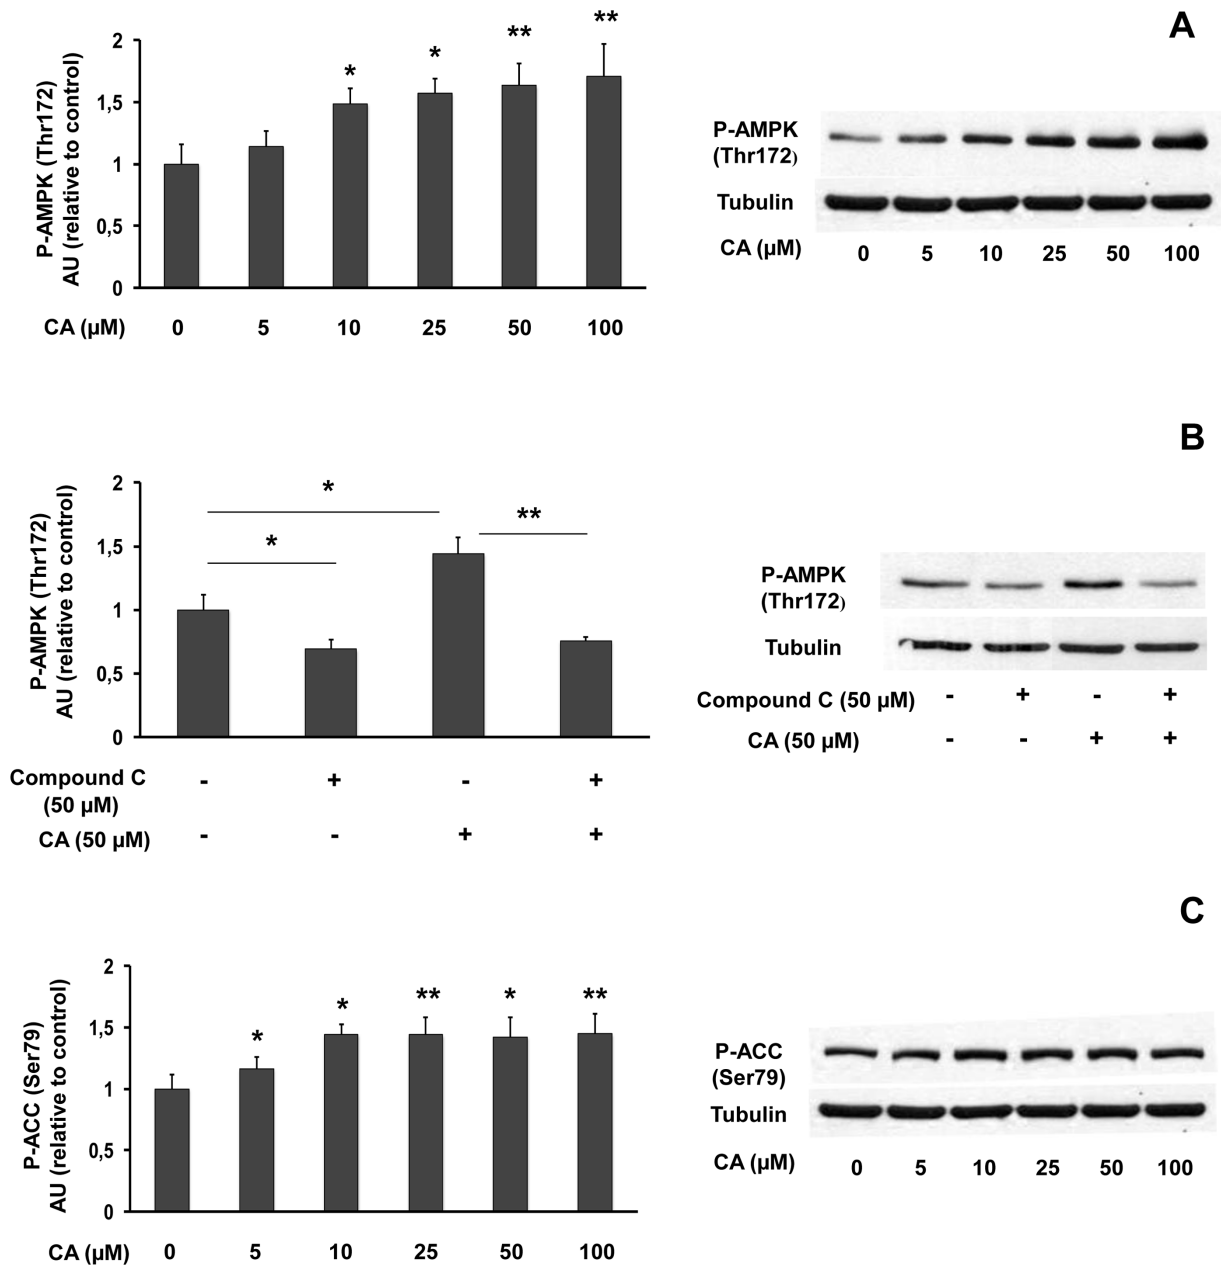 A
P-AMPK (Thr172)
AU (relative to control)
2
1,5
1
0,5
0
* * ** **
CA (µM) 0 5 10 25 50 100
P-AMPK
(Thr172)
Tubulin
CA (µM) 0 5 10 25 50 100
B
P-AMPK (Thr172)
AU (relative to control)
2
1,5
1
0,5
0
*
*
**
Compound C - + - +
(50 µM)
CA (50 µM) - - + +
P-AMPK
(Thr172)
Tubulin
Compound C (50 µM) - + - +
CA (50 µM) - - + +
C
P-ACC (Ser79)
AU (relative to control)
2
1,5
1
0,5
0
* * ** * **
CA (µM) 0 5 10 25 50 100
P-ACC
(Ser79)
Tubulin
CA (µM) 0 5 10 25 50 100